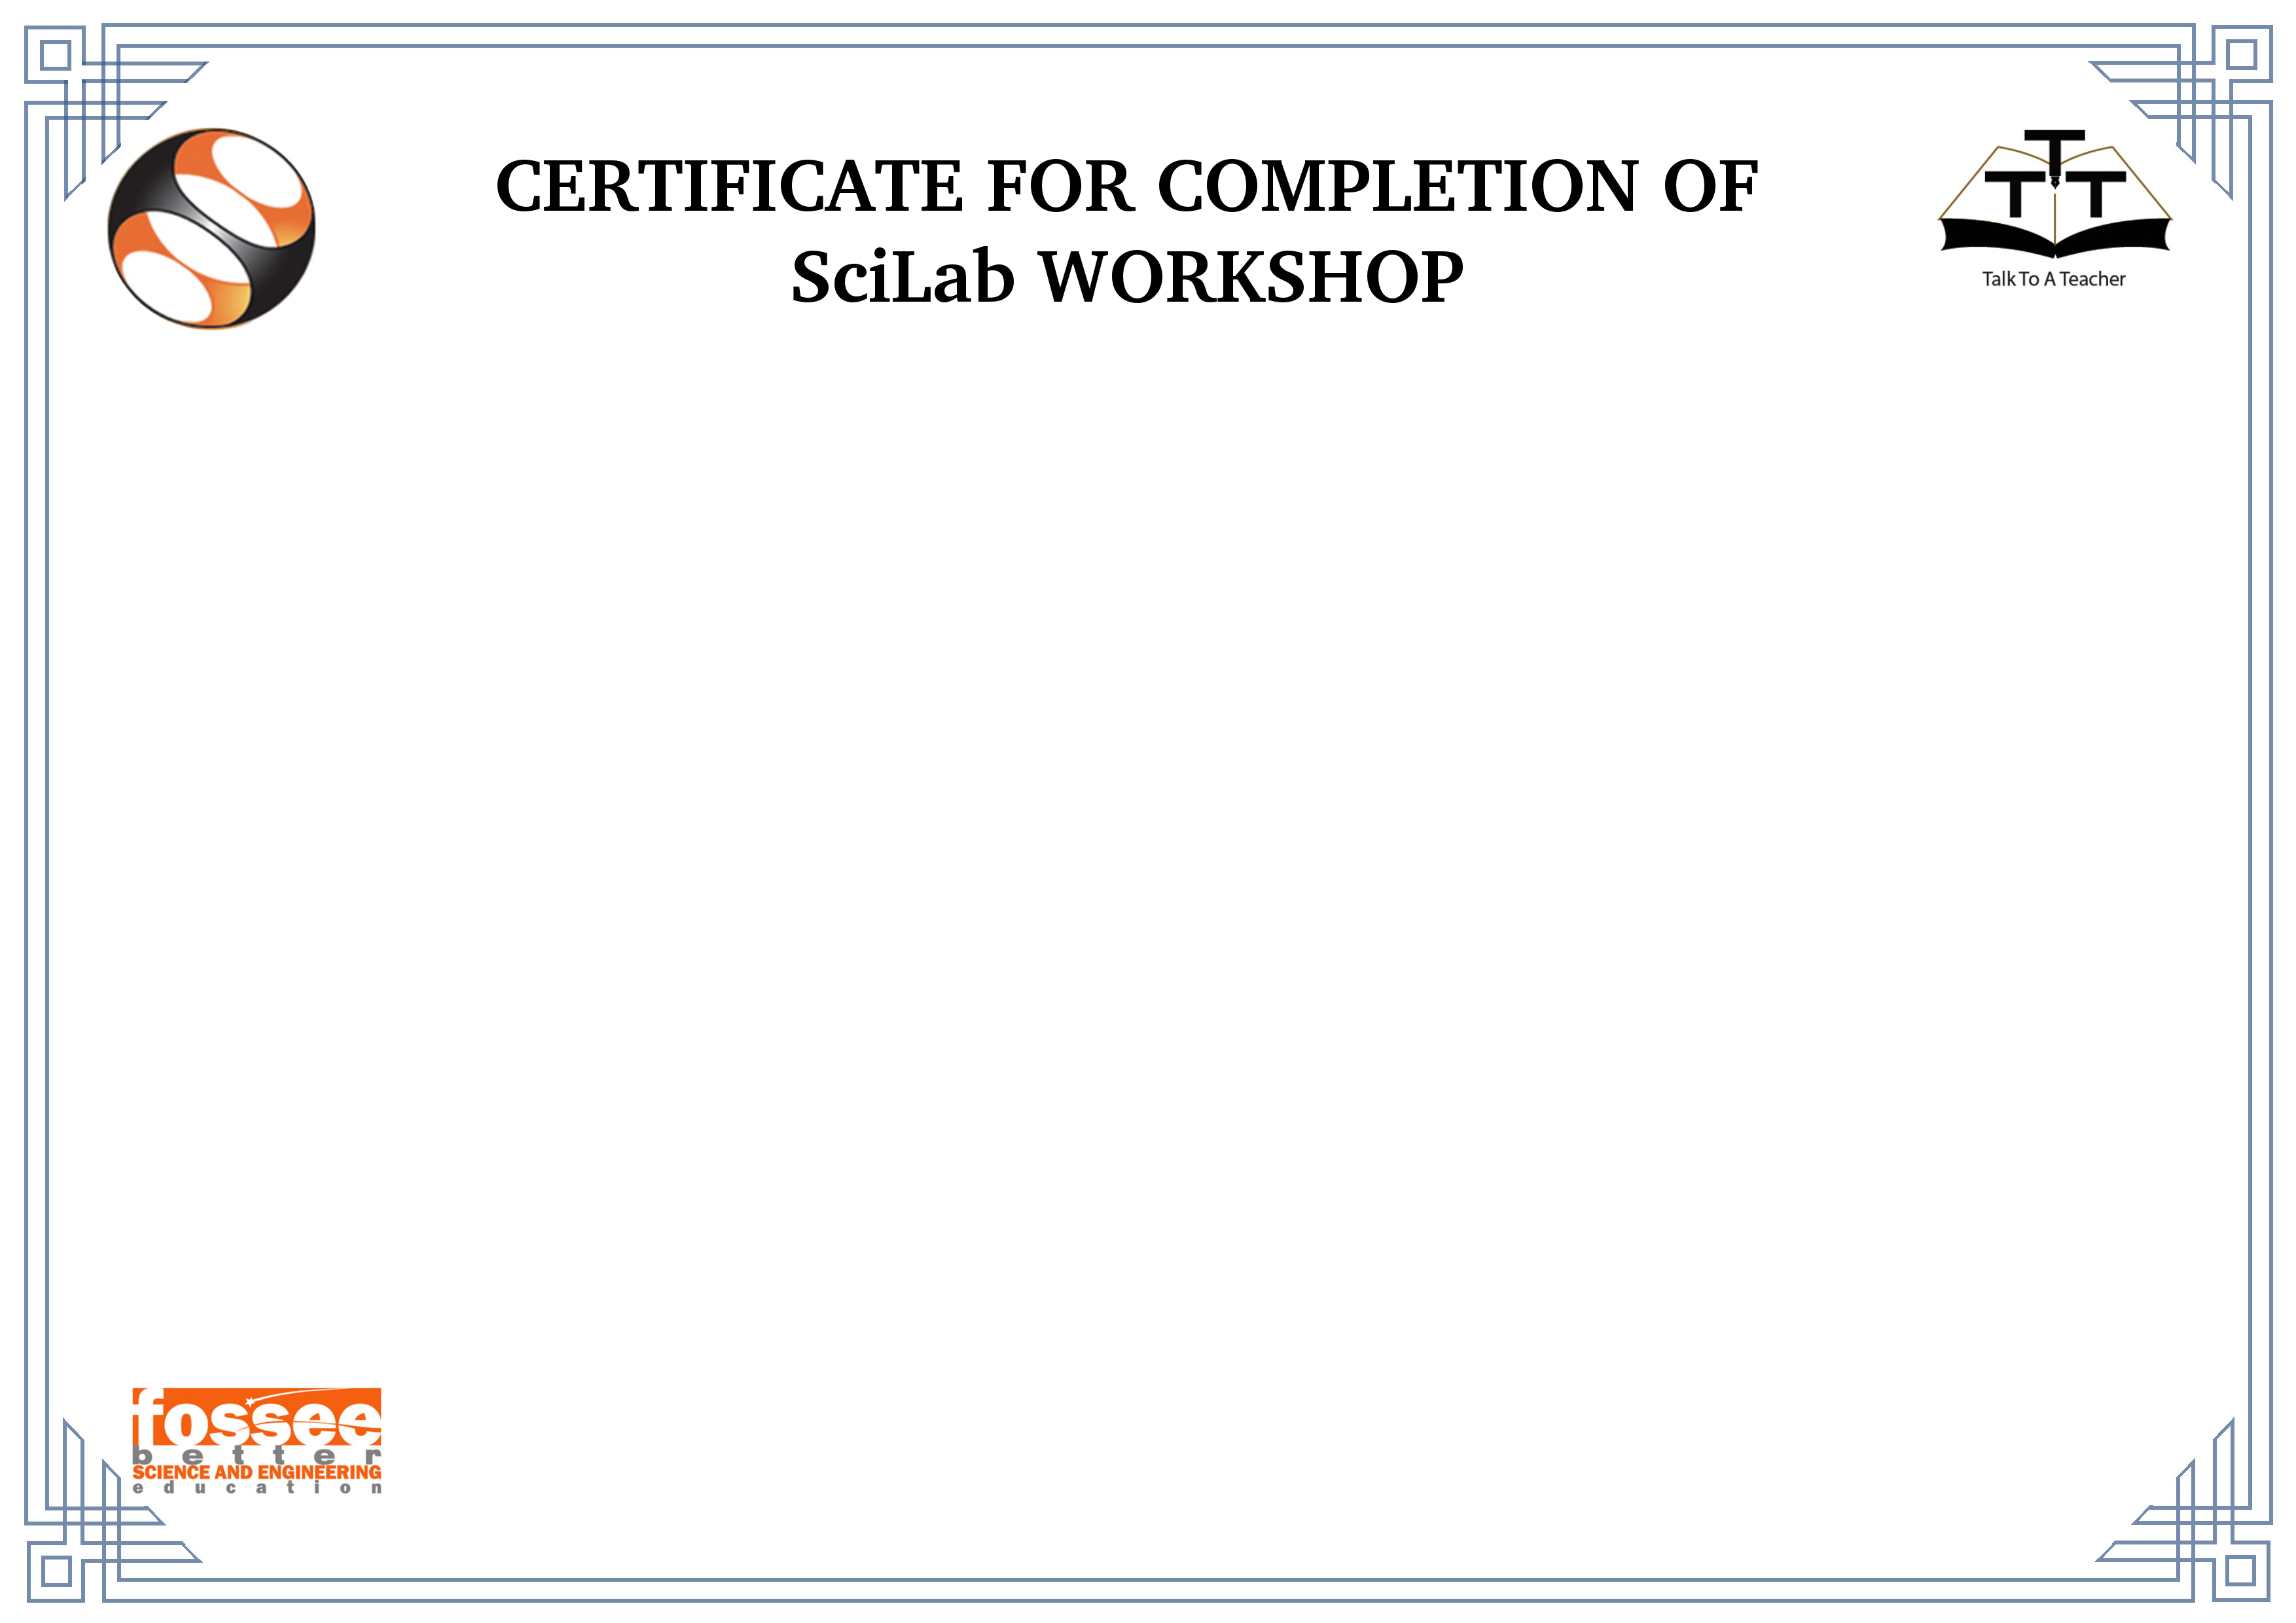 CERTIFICATE FOR COMPLETION OF
SciLab WORKSHOP
T
T T
Talk To A Teacher
fossee
better
SCIENCE AND ENGINEERING
education